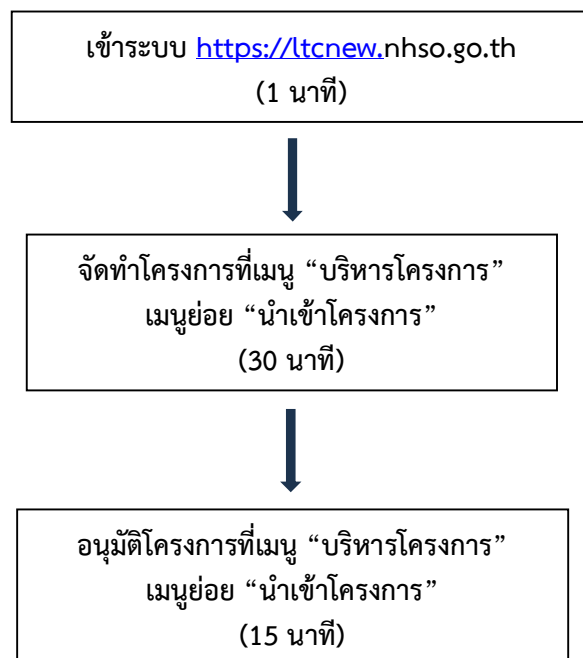 เข้าระบบ https://ltcnew.nhso.go.th
(1 นาที)
จัดทำโครงการที่เมนู “บริหารโครงการ”
เมนูย่อย “นำเข้าโครงการ”
(30 นาที)
อนุมัติโครงการที่เมนู “บริหารโครงการ”
เมนูย่อย “นำเข้าโครงการ”
(15 นาที)